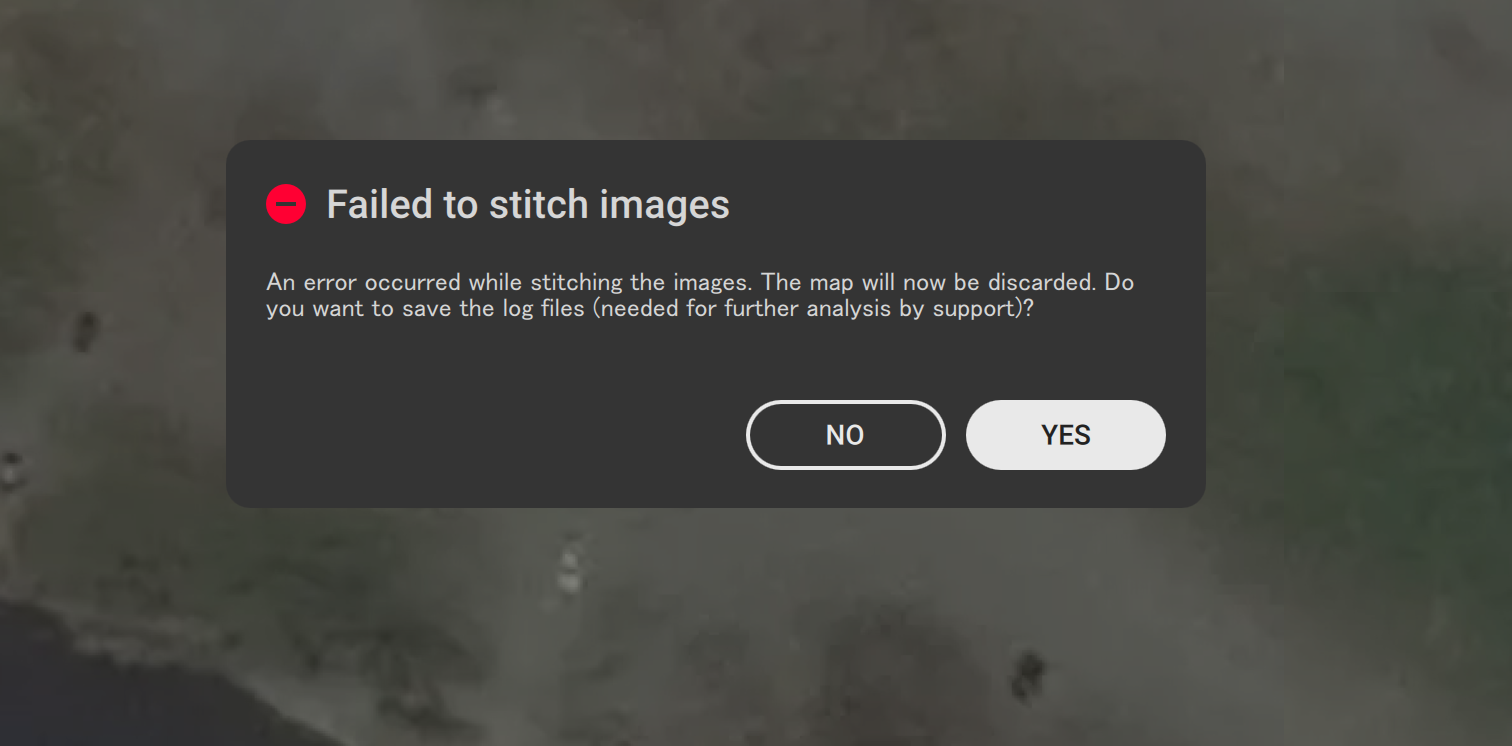 Failed to stitch images
An error occurred while stitching the images. The map will now be discarded. Do
you want to save the log files (needed for further analysis by support)?
NO
YES